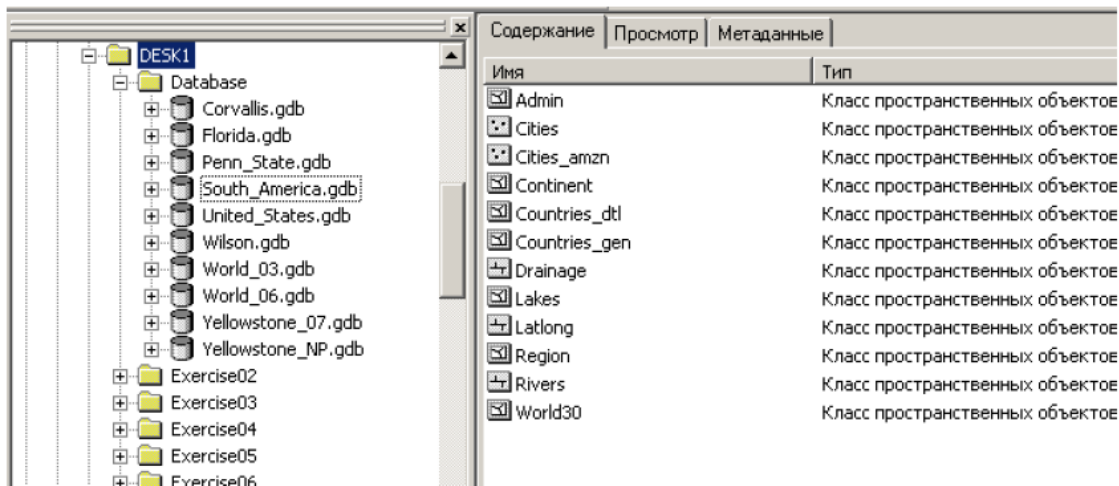 DESK1
Database
Corvallis.gdb
Florida.gdb
Penn_State.gdb
South_America.gdb
United_States.gdb
Wilson.gdb
World_03.gdb
World_06.gdb
Yellowstone_07.gdb
Yellowstone_NP.gdb
Exercise02
Exercise03
Exercise04
Exercise05
Exercise06
Содержание Просмотр Метаданные
Имя Тип
Admin Класс пространственных объектов
Cities Класс пространственных объектов
Cities_amzn Класс пространственных объектов
Continent Класс пространственных объектов
Countries_dtl Класс пространственных объектов
Countries_gen Класс пространственных объектов
Drainage Класс пространственных объектов
Lakes Класс пространственных объектов
Latlong Класс пространственных объектов
Region Класс пространственных объектов
Rivers Класс пространственных объектов
World30 Класс пространственных объектов